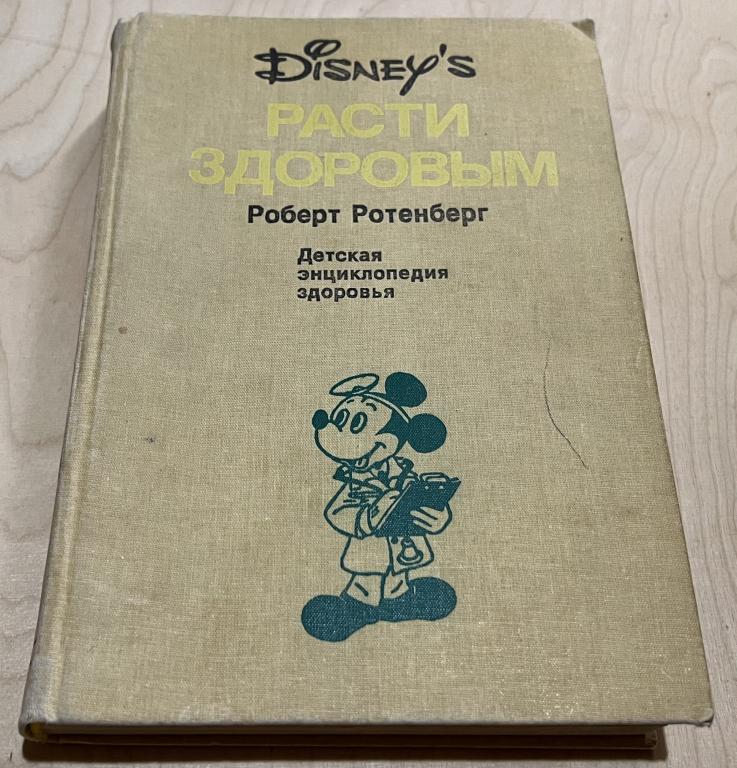 Disney's
РАСТИ
ЗДОРОВЫМ
Роберт Ротенберг
Детская
энциклопедия
здоровья